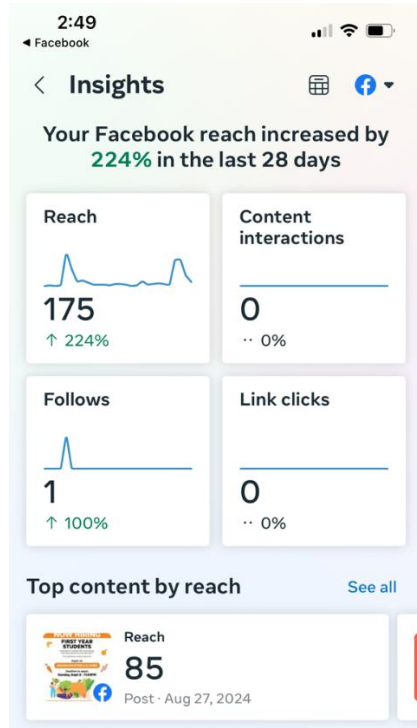 2:49
◀ Facebook
Insights
Your Facebook reach increased by
224% in the last 28 days
Reach
175
↑ 224%
Content
interactions
0
·· 0%
Follows
1
↑ 100%
Link clicks
0
·· 0%
Top content by reach
See all
NOW HIRING
FIRST YEAR
STUDENTS
Reach
85
Post · Aug 27, 2024